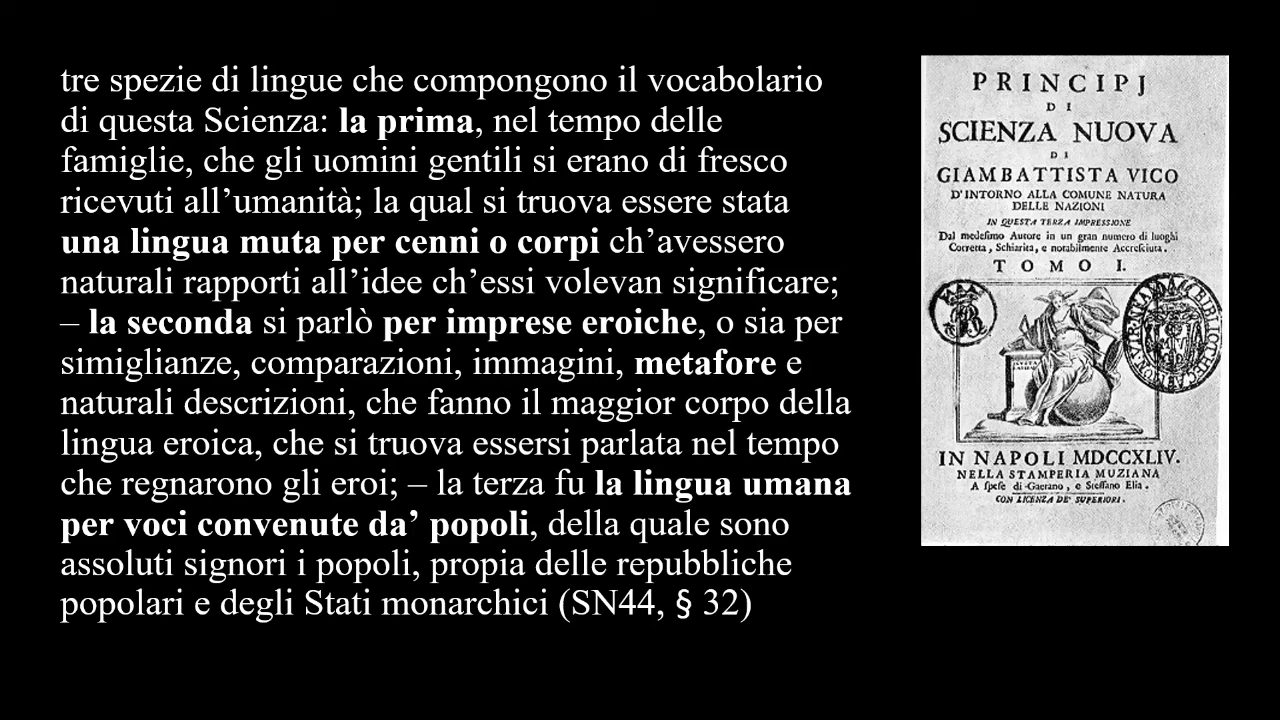 tre spezie di lingue che compongono il vocabolario
di questa Scienza: la prima, nel tempo delle
famiglie, che gli uomini gentili si erano di fresco
ricevuti all’umanità; la qual si truova essere stata
una lingua muta per cenni o corpi ch’avessero
naturali rapporti all’idee ch’essi volevan significare;
– la seconda si parlò per imprese eroiche, o sia per
simiglianze, comparazioni, immagini, metafore e
naturali descrizioni, che fanno il maggior corpo della
lingua eroica, che si truova essersi parlata nel tempo
che regnarono gli eroi; – la terza fu la lingua umana
per voci convenute da’ popoli, della quale sono
assoluti signori i popoli, propia delle repubbliche
popolari e degli Stati monarchici (SN44, § 32)
PRINCIPJ
DI
SCIENZA NUOVA
DI
GIAMBATTISTA VICO
D'INTORNO ALLA COMUNE NATURA
DELLE NAZIONI
IN QUESTA TERZA IMPRESSIONE
Dal medesimo Autore in un gran numero di luoghi
Corretta, Schiarita, e notabilmente Accresciuta.
TOMO I.
IN NAPOLI MDCCXLIV.
NELLA STAMPERIA MUZIANA
A spese di Gaetano, e Steffano Elia.
CON LICENZA DE' SUPERIORI.